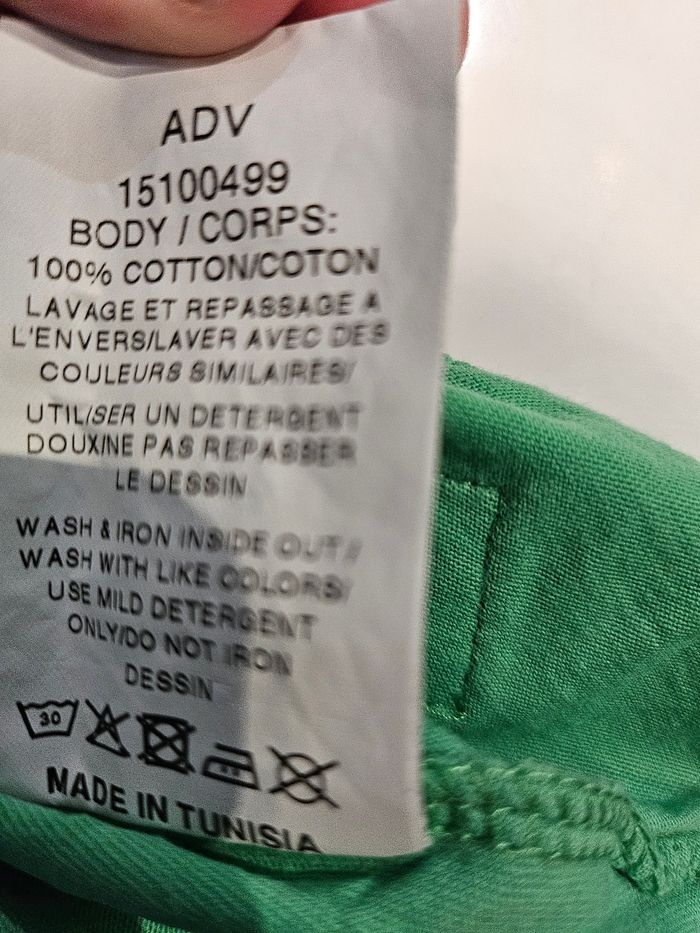 ADV
15100499
BODY / CORPS:
100% COTTON/COTON
LAVAGE ET REPASSAGE A
L'ENVERS/LAVER AVEC DES
COULEURS SIMILAIRES/
UTILISER UN DETERGENT
DOUX/NE PAS REPASSER
LE DESSIN
WASH & IRON INSIDE OUT /
WASH WITH LIKE COLORS/
USE MILD DETERGENT
ONLY/DO NOT IRON
DESSIN
30
MADE IN TUNISIA